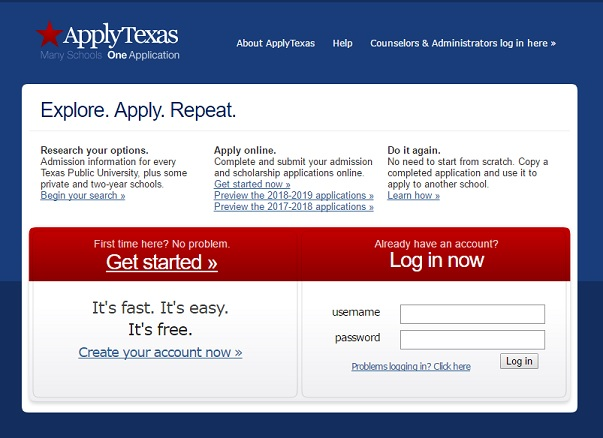 ApplyTexas
Many Schools One Application
About ApplyTexas
Help
Counselors & Administrators log in here »
Explore. Apply. Repeat.
Research your options.
Admission information for every
Texas Public University, plus some
private and two-year schools.
Begin your search »
Apply online.
Complete and submit your admission
and scholarship applications online.
Get started now »
Preview the 2018-2019 applications »
Preview the 2017-2018 applications »
Do it again.
No need to start from scratch. Copy a
completed application and use it to
apply to another school.
Learn how »
First time here? No problem.
Get started »
It's fast. It's easy.
It's free.
Create your account now »
Already have an account?
Log in now
username
password
Problems logging in? Click here
Log in